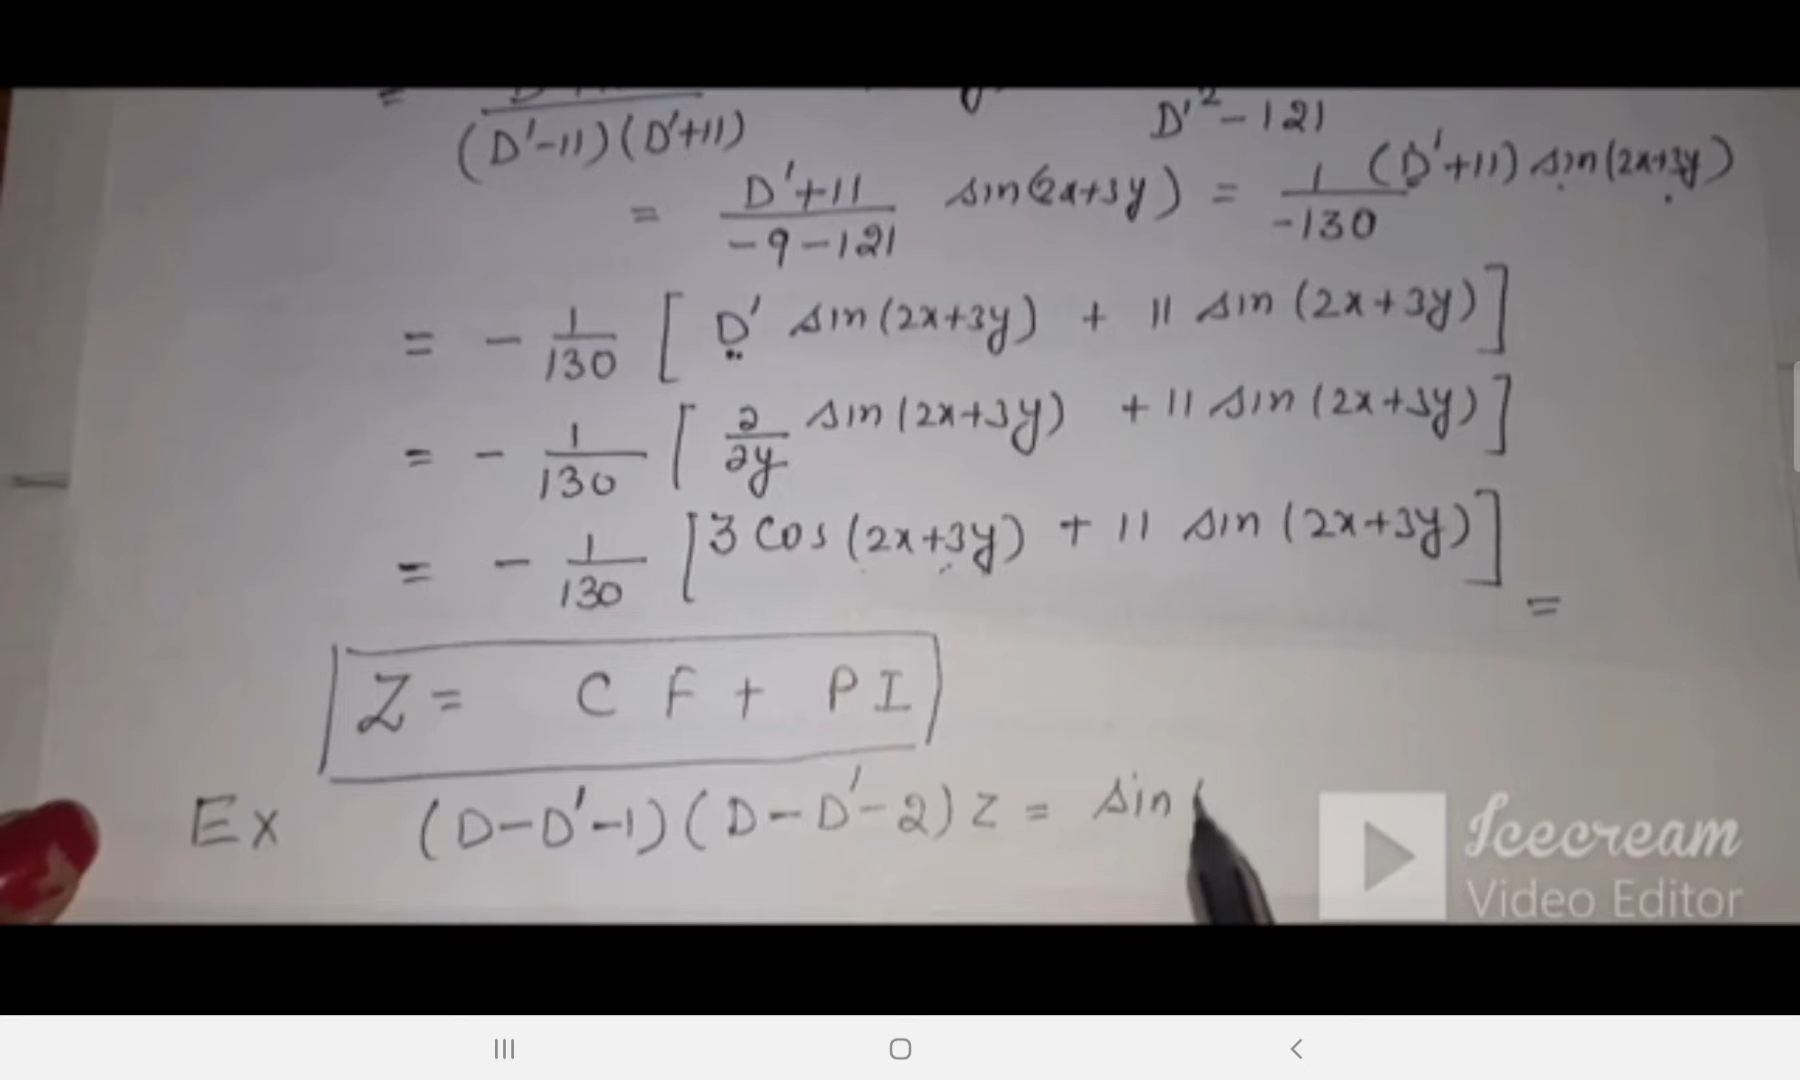 =
(D'-11)(D'+11)
D'²-121
= D'+11 / -9-121 sin(2x+3y) = 1 / -130 (D'+11) sin(2x+3y)
= - 1/130 [ D' sin(2x+3y) + 11 sin(2x+3y)]
= - 1/130 [ ∂/∂y sin(2x+3y) + 11 sin(2x+3y)]
= - 1/130 [3 cos(2x+3y) + 11 sin(2x+3y)] =
Z = CF + PI
Ex (D-D'-1)(D-D'-2)z = sin(
Icecream
Video Editor